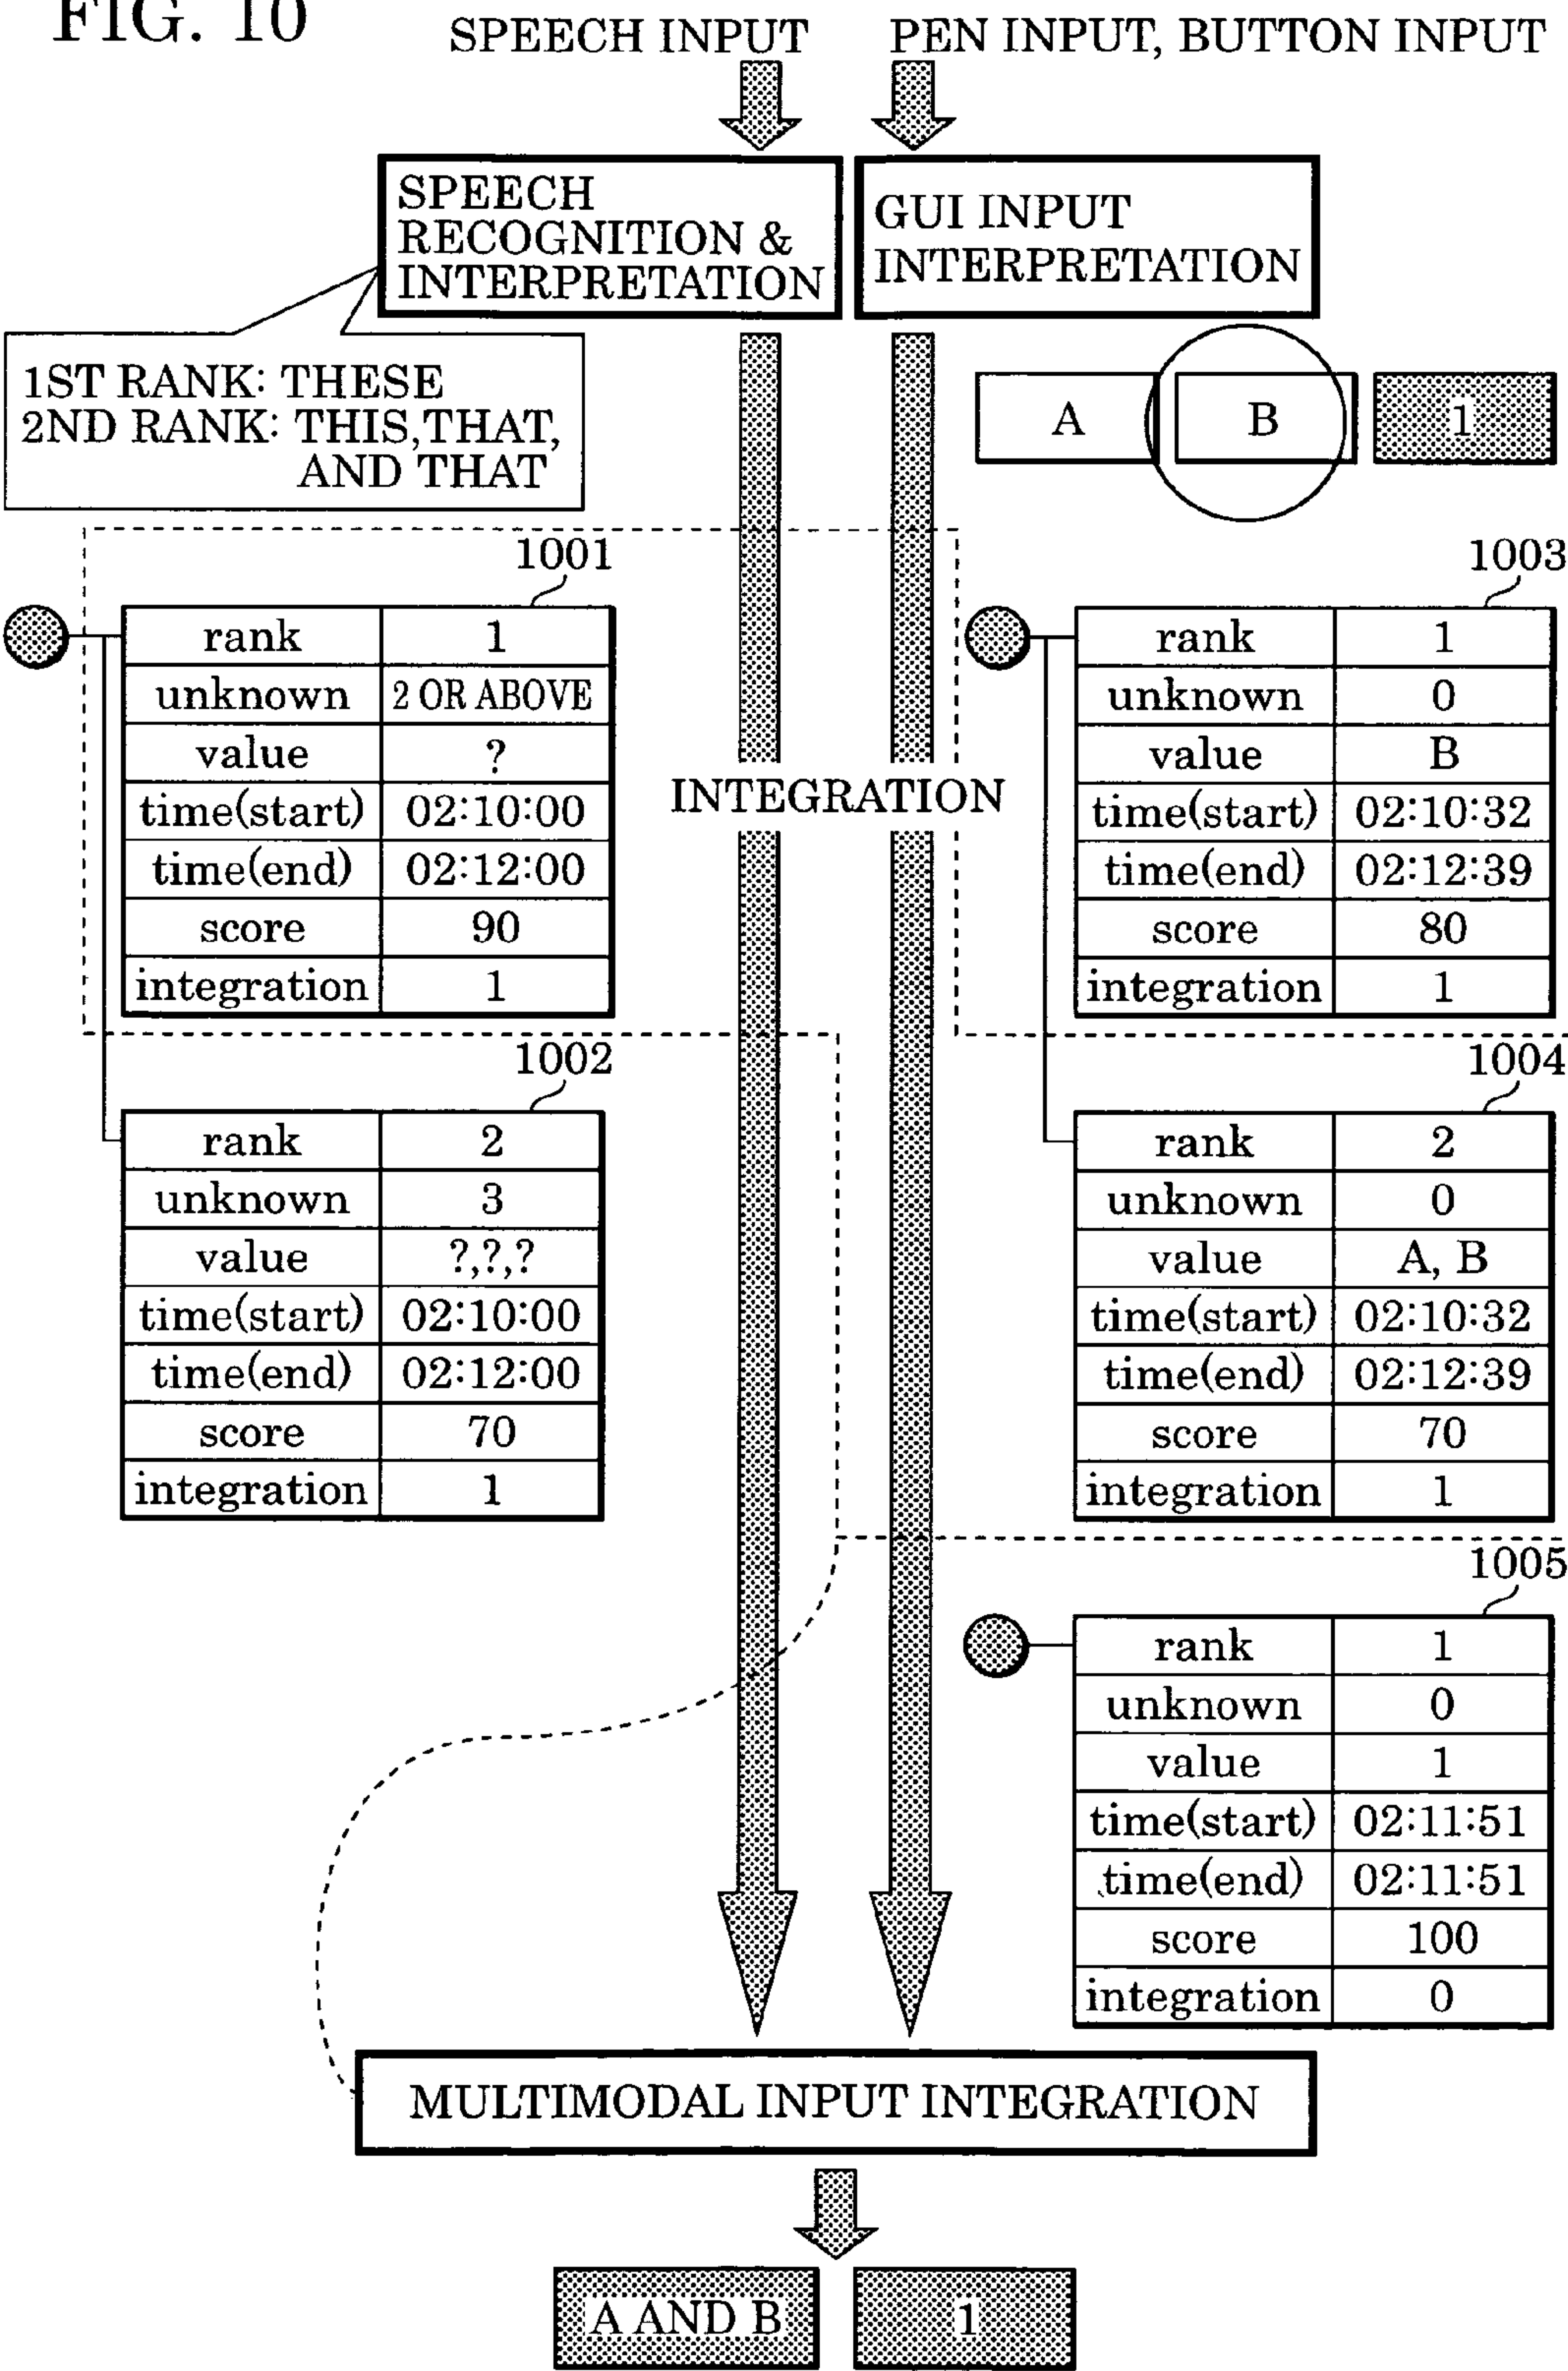 FIG. 10
SPEECH INPUT
PEN INPUT, BUTTON INPUT
SPEECH
RECOGNITION &
INTERPRETATION
GUI INPUT
INTERPRETATION
1ST RANK: THESE
2ND RANK: THIS,THAT,
AND THAT
A
B
1
1001
rank 1
unknown 2 OR ABOVE
value ?
time(start) 02:10:00
time(end) 02:12:00
score 90
integration 1
INTEGRATION
1003
rank 1
unknown 0
value B
time(start) 02:10:32
time(end) 02:12:39
score 80
integration 1
1002
rank 2
unknown 3
value ?,?,?
time(start) 02:10:00
time(end) 02:12:00
score 70
integration 1
1004
rank 2
unknown 0
value A, B
time(start) 02:10:32
time(end) 02:12:39
score 70
integration 1
1005
rank 1
unknown 0
value 1
time(start) 02:11:51
time(end) 02:11:51
score 100
integration 0
MULTIMODAL INPUT INTEGRATION
A AND B
1